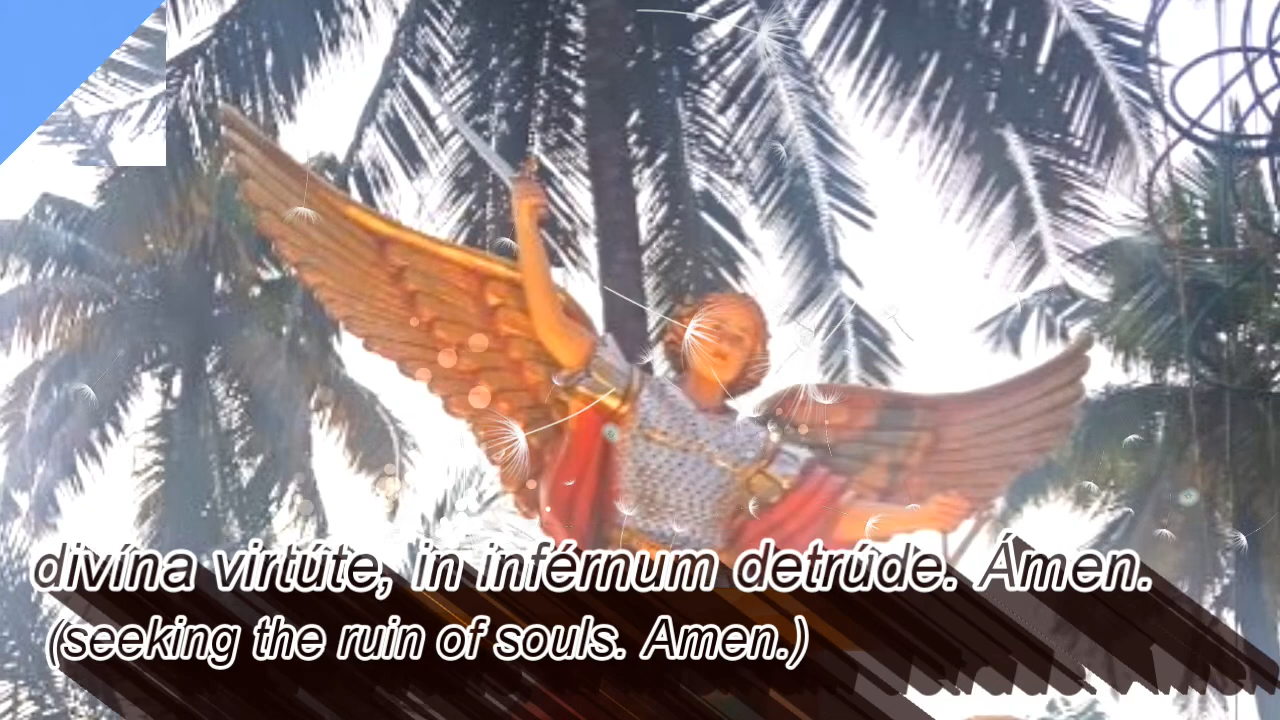 divína virtúte, in inférnum detrúde. Ámen.
(seeking the ruin of souls. Amen.)